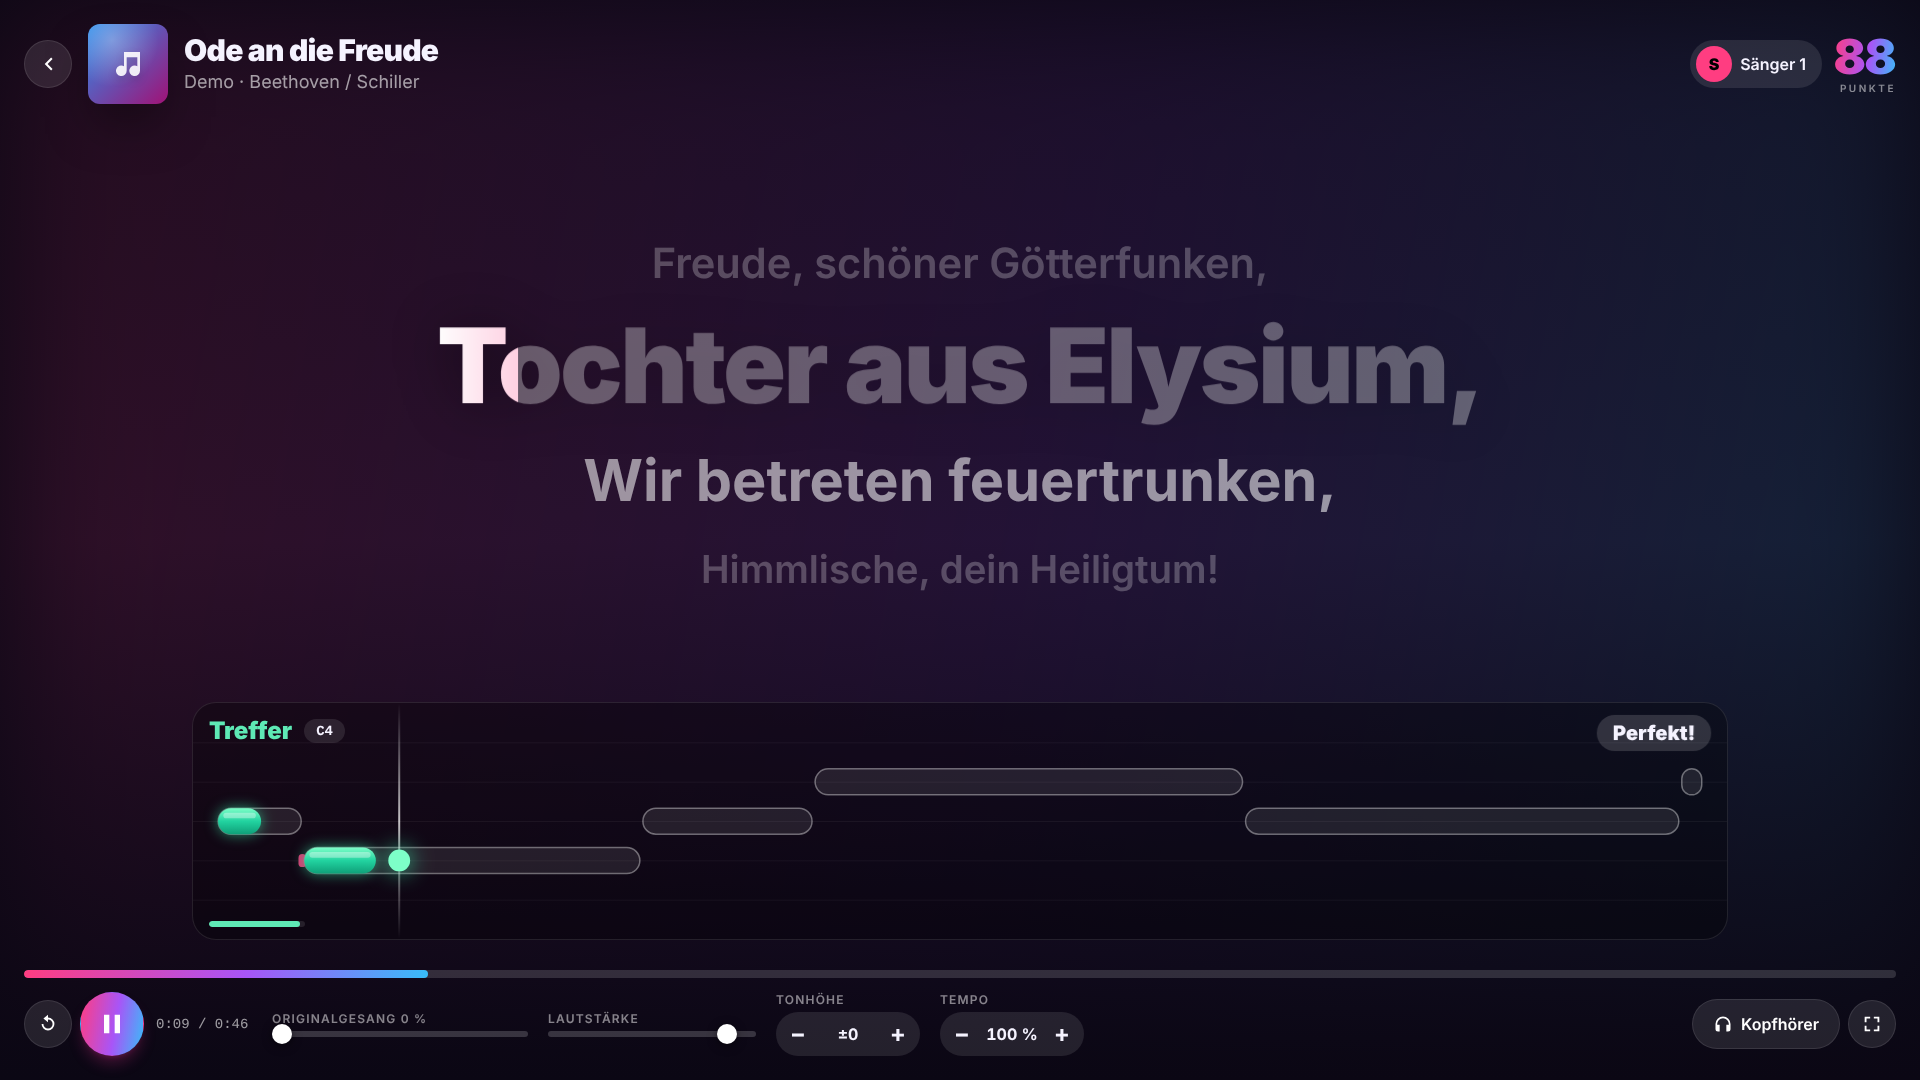 Ode an die Freude
Demo · Beethoven / Schiller
S Sänger 1
88
PUNKTE
Freude, schöner Götterfunken,
Tochter aus Elysium,
Wir betreten feuertrunken,
Himmlische, dein Heiligtum!
Treffer C4
Perfekt!
0:09 / 0:46
ORIGINALGESANG 0 %
LAUTSTÄRKE
TONHÖHE
− ±0 +
TEMPO
− 100 % +
Kopfhörer